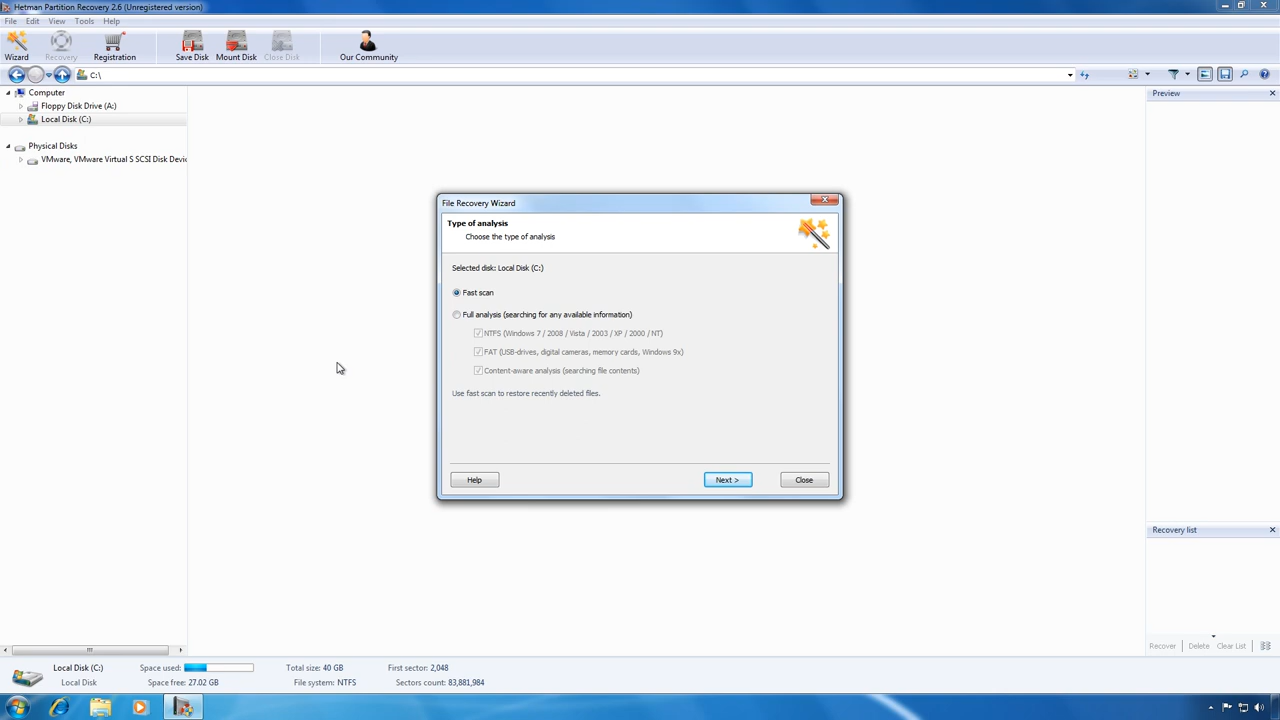 Hetman Partition Recovery 2.6 (Unregistered version)
File Edit View Tools Help
Wizard Recovery Registration Save Disk Mount Disk Close Disk Our Community
C:\
Computer
Floppy Disk Drive (A:)
Local Disk (C:)
Physical Disks
VMware, VMware Virtual S SCSI Disk Devic
Preview
File Recovery Wizard
Type of analysis
Choose the type of analysis
Selected disk: Local Disk (C:)
Fast scan
Full analysis (searching for any available information)
NTFS (Windows 7 / 2008 / Vista / 2003 / XP / 2000 / NT)
FAT (USB-drives, digital cameras, memory cards, Windows 9x)
Content-aware analysis (searching file contents)
Use fast scan to restore recently deleted files.
Help Next > Close
Recovery list
Recover Delete Clear List
Local Disk (C:) Space used: Total size: 40 GB First sector: 2,048
Local Disk Space free: 27.02 GB File system: NTFS Sectors count: 83,881,984